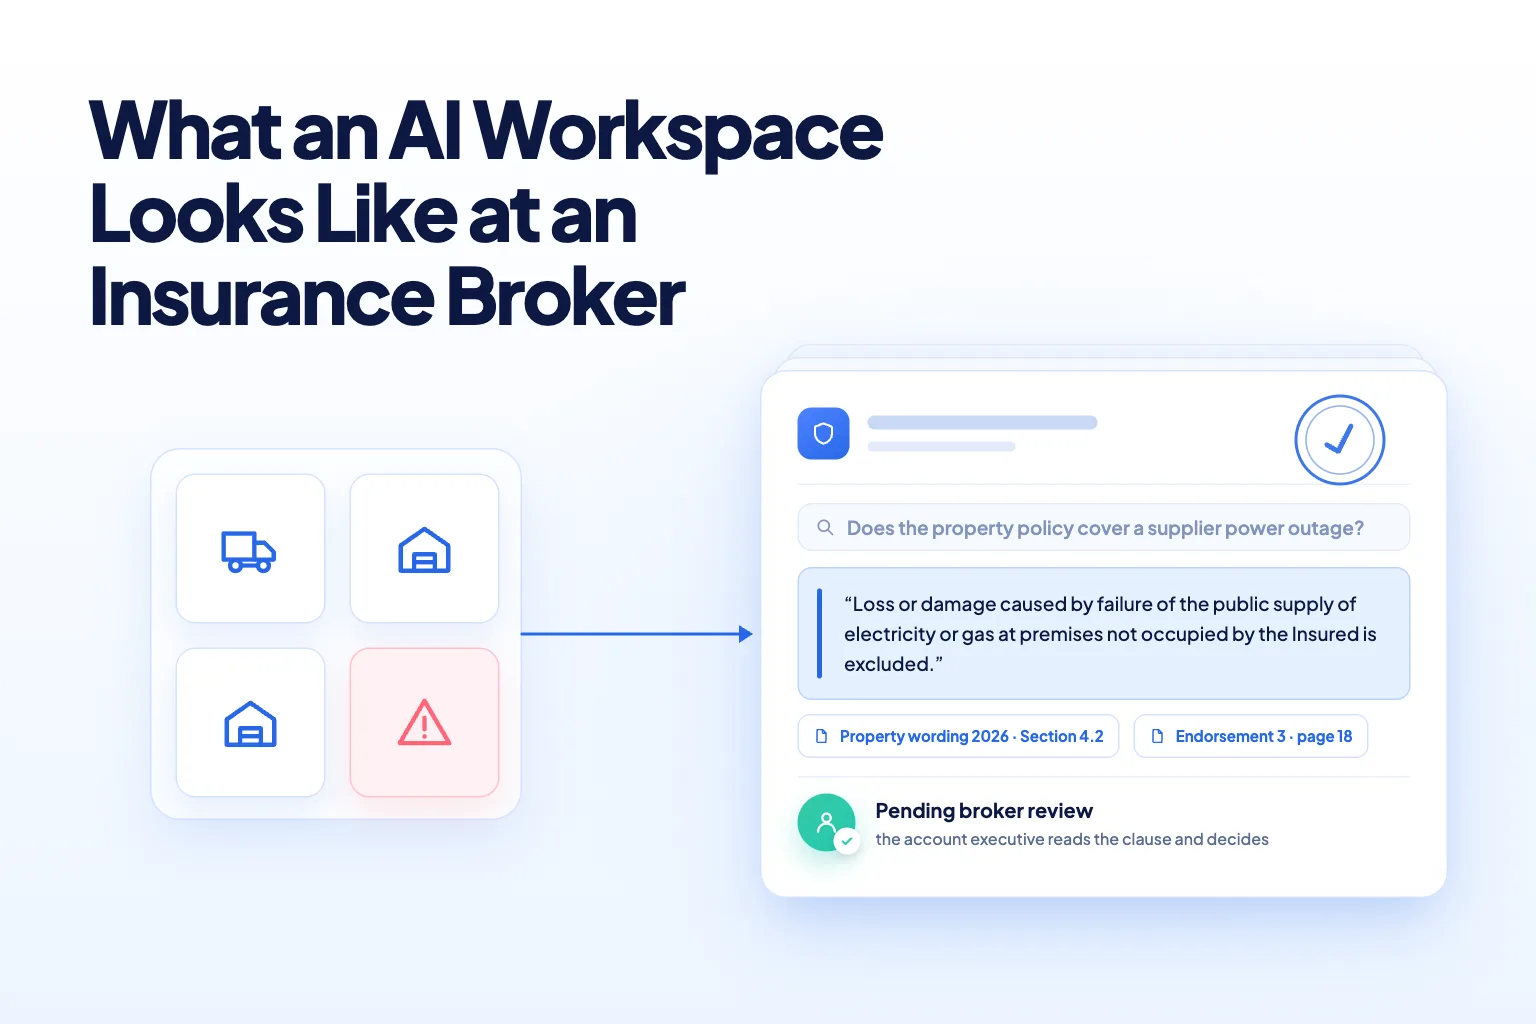 What an AI Workspace
Looks Like at an
Insurance Broker
Does the property policy cover a supplier power outage?
“Loss or damage caused by failure of the public supply of
electricity or gas at premises not occupied by the Insured is
excluded.”
Property wording 2026 · Section 4.2
Endorsement 3 · page 18
Pending broker review
the account executive reads the clause and decides